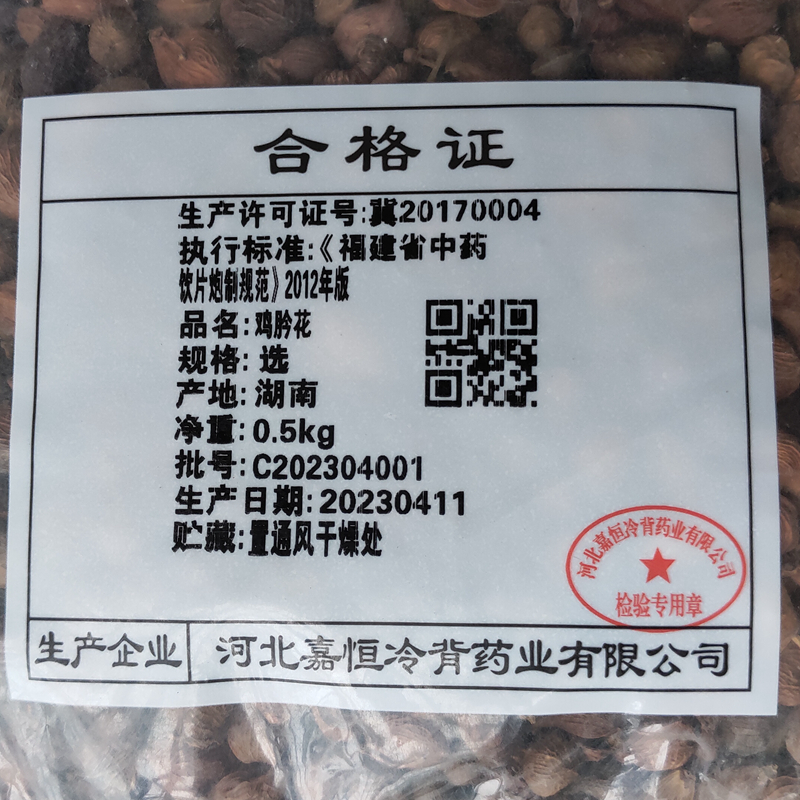 合格证
生产许可证号:冀20170004
执行标准:《福建省中药
饮片炮制规范》2012年版
品名:鸡肣花
规格:选
产地:湖南
净重:0.5kg
批号:C202304001
生产日期:20230411
贮藏:置通风干燥处
河北嘉恒冷背药业有限公司
检验专用章
生产企业 河北嘉恒冷背药业有限公司